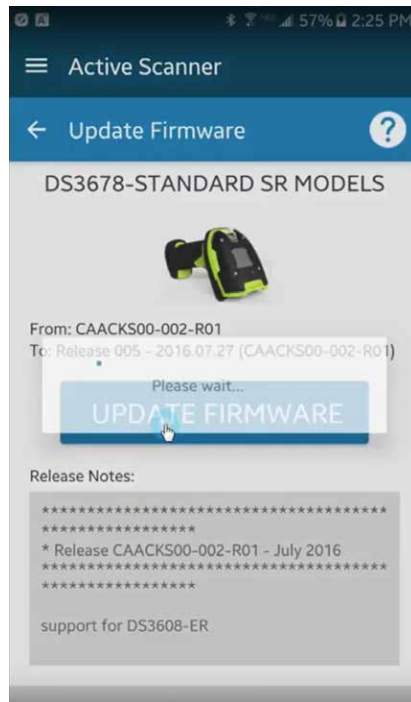 57% 2:25 PM
Active Scanner
Update Firmware
?
DS3678-STANDARD SR MODELS
From: CAACKS00-002-R01
To: Release 005 - 2016.07.27 (CAACKS00-002-R01)
Please wait...
UPDATE FIRMWARE
Release Notes:
**************************************
*****************
* Release CAACKS00-002-R01 - July 2016
**************************************
*****************
support for DS3608-ER